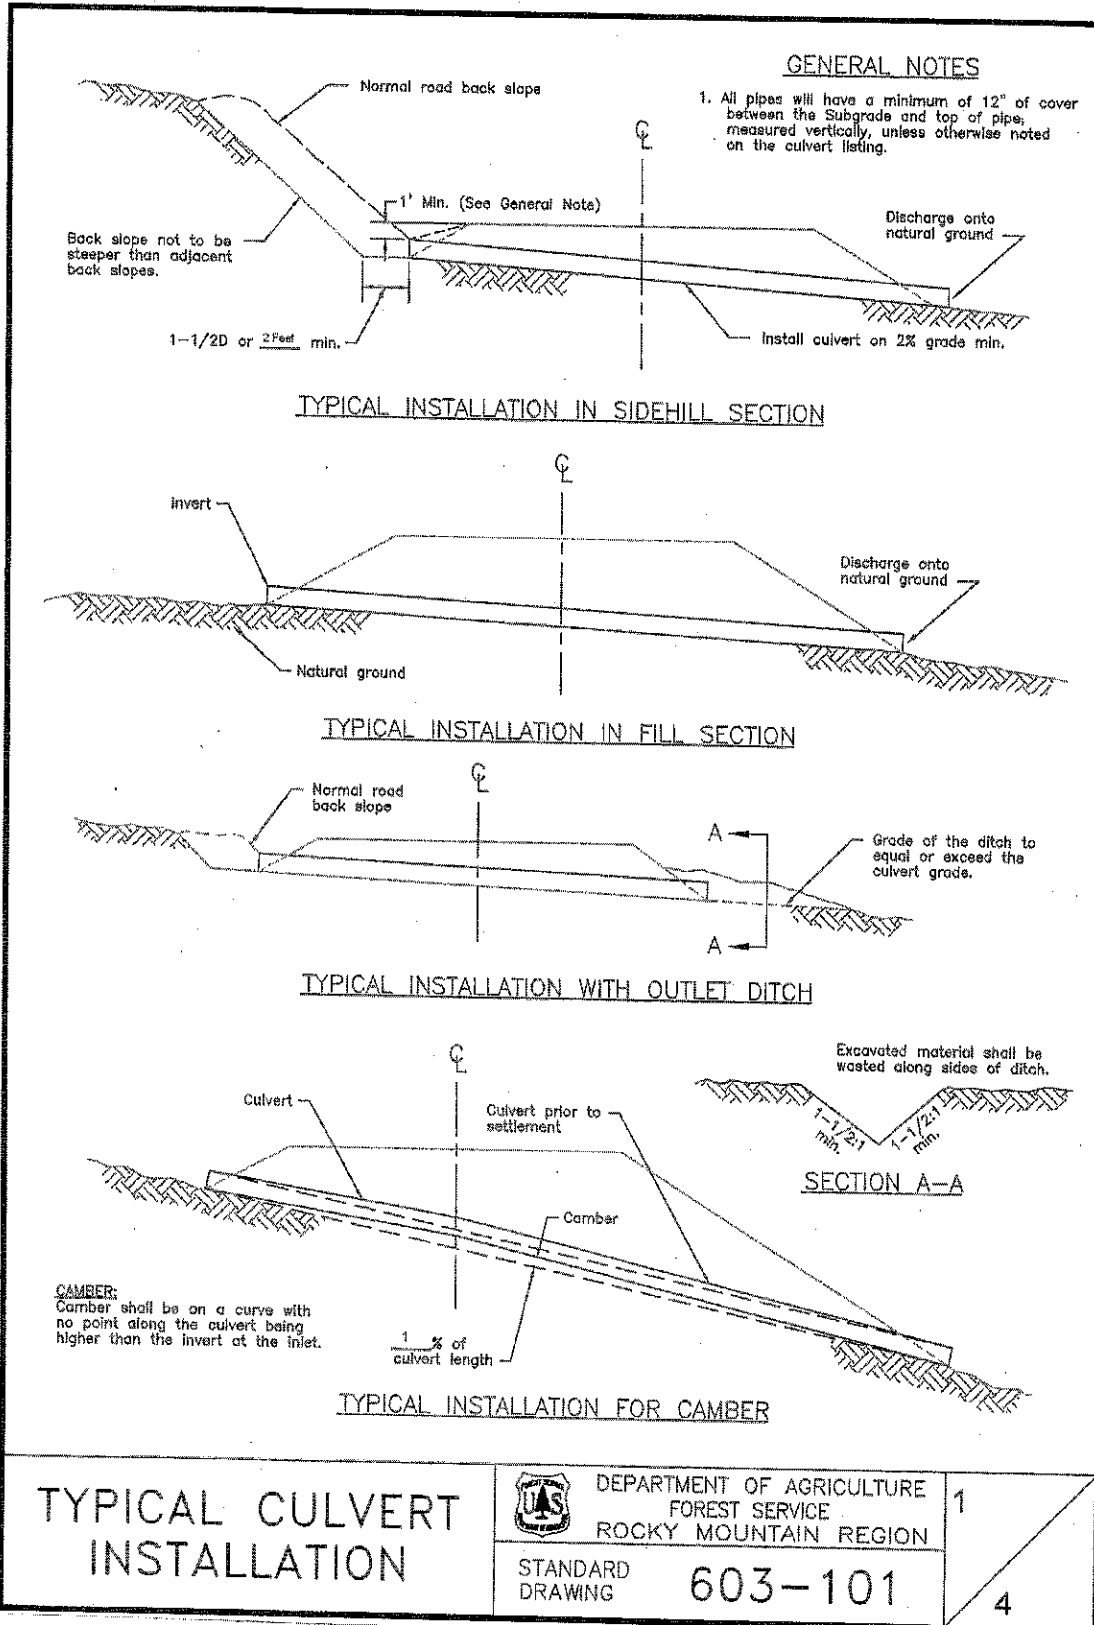 GENERAL NOTES
1. All pipes will have a minimum of 12" of cover
between the Subgrade and top of pipe;
measured vertically, unless otherwise noted
on the culvert listing.
Normal road back slope
℄
1' Min. (See General Note)
Discharge onto
natural ground
Back slope not to be
steeper than adjacent
back slopes.
1-1/2D or 2 Feet min.
Install culvert on 2% grade min.
TYPICAL INSTALLATION IN SIDEHILL SECTION
℄
Invert
Discharge onto
natural ground
Natural ground
TYPICAL INSTALLATION IN FILL SECTION
℄
Normal road
back slope
A
Grade of the ditch to
equal or exceed the
culvert grade.
A
TYPICAL INSTALLATION WITH OUTLET DITCH
℄
Excavated material shall be
wasted along sides of ditch.
Culvert
Culvert prior to
settlement
1-1/2:1
min.
1-1/2:1
min.
SECTION A-A
Camber
CAMBER:
Camber shall be on a curve with
no point along the culvert being
higher than the invert at the inlet.
1 % of
culvert length
TYPICAL INSTALLATION FOR CAMBER
TYPICAL CULVERT
INSTALLATION
US
DEPARTMENT OF AGRICULTURE
FOREST SERVICE
ROCKY MOUNTAIN REGION
STANDARD
DRAWING
603-101
1
4